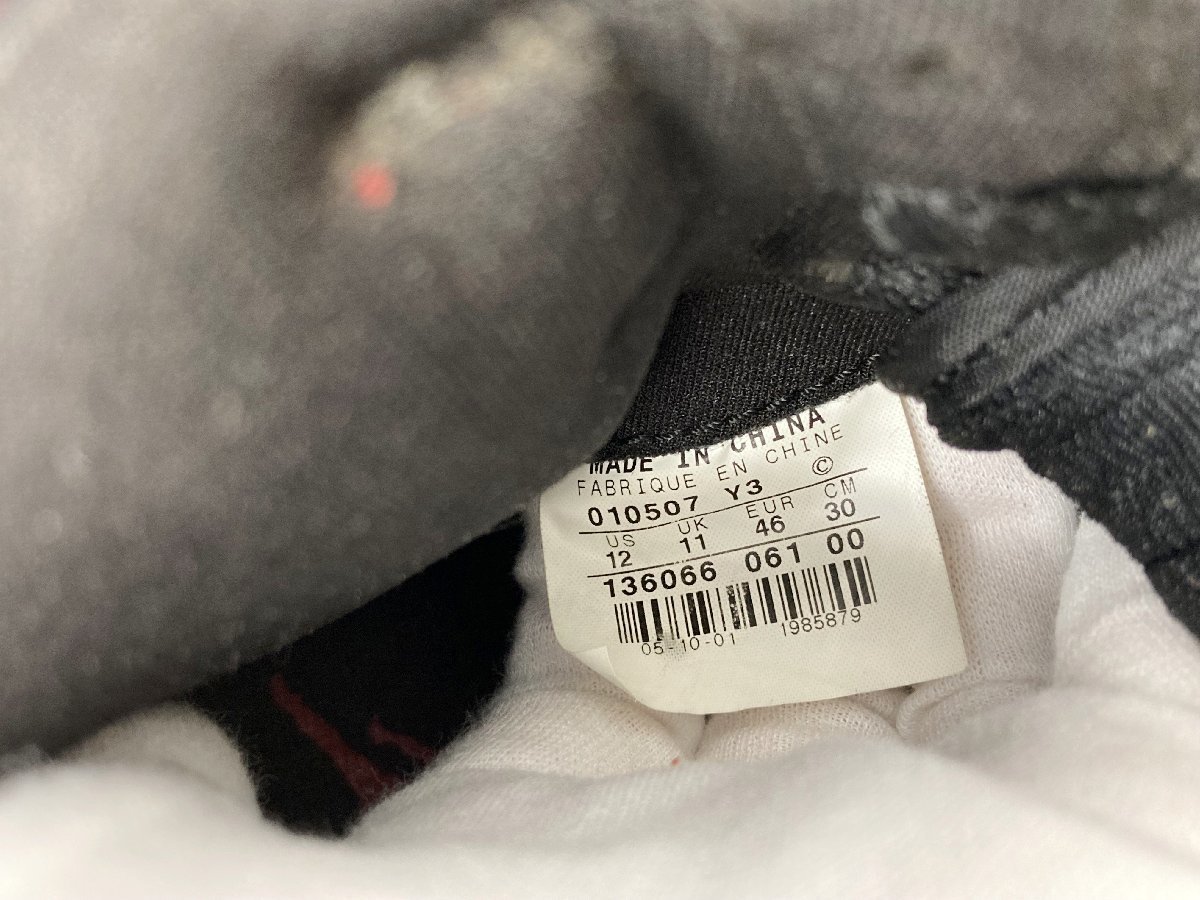 MADE IN CHINA
FABRIQUE EN CHINE
010507 Y3 ©
US UK EUR CM
12 11 46 30
136066 061 00
05-10-01 1985879